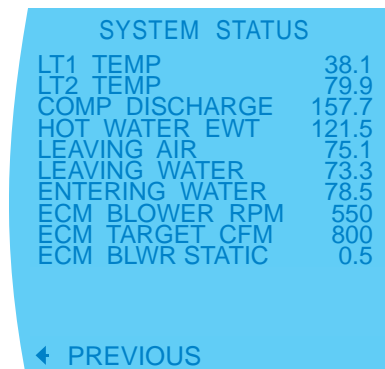 SYSTEM STATUS
LT1 TEMP 38.1
LT2 TEMP 79.9
COMP DISCHARGE 157.7
HOT WATER EWT 121.5
LEAVING AIR 75.1
LEAVING WATER 73.3
ENTERING WATER 78.5
ECM BLOWER RPM 550
ECM TARGET CFM 800
ECM BLWR STATIC 0.5
PREVIOUS